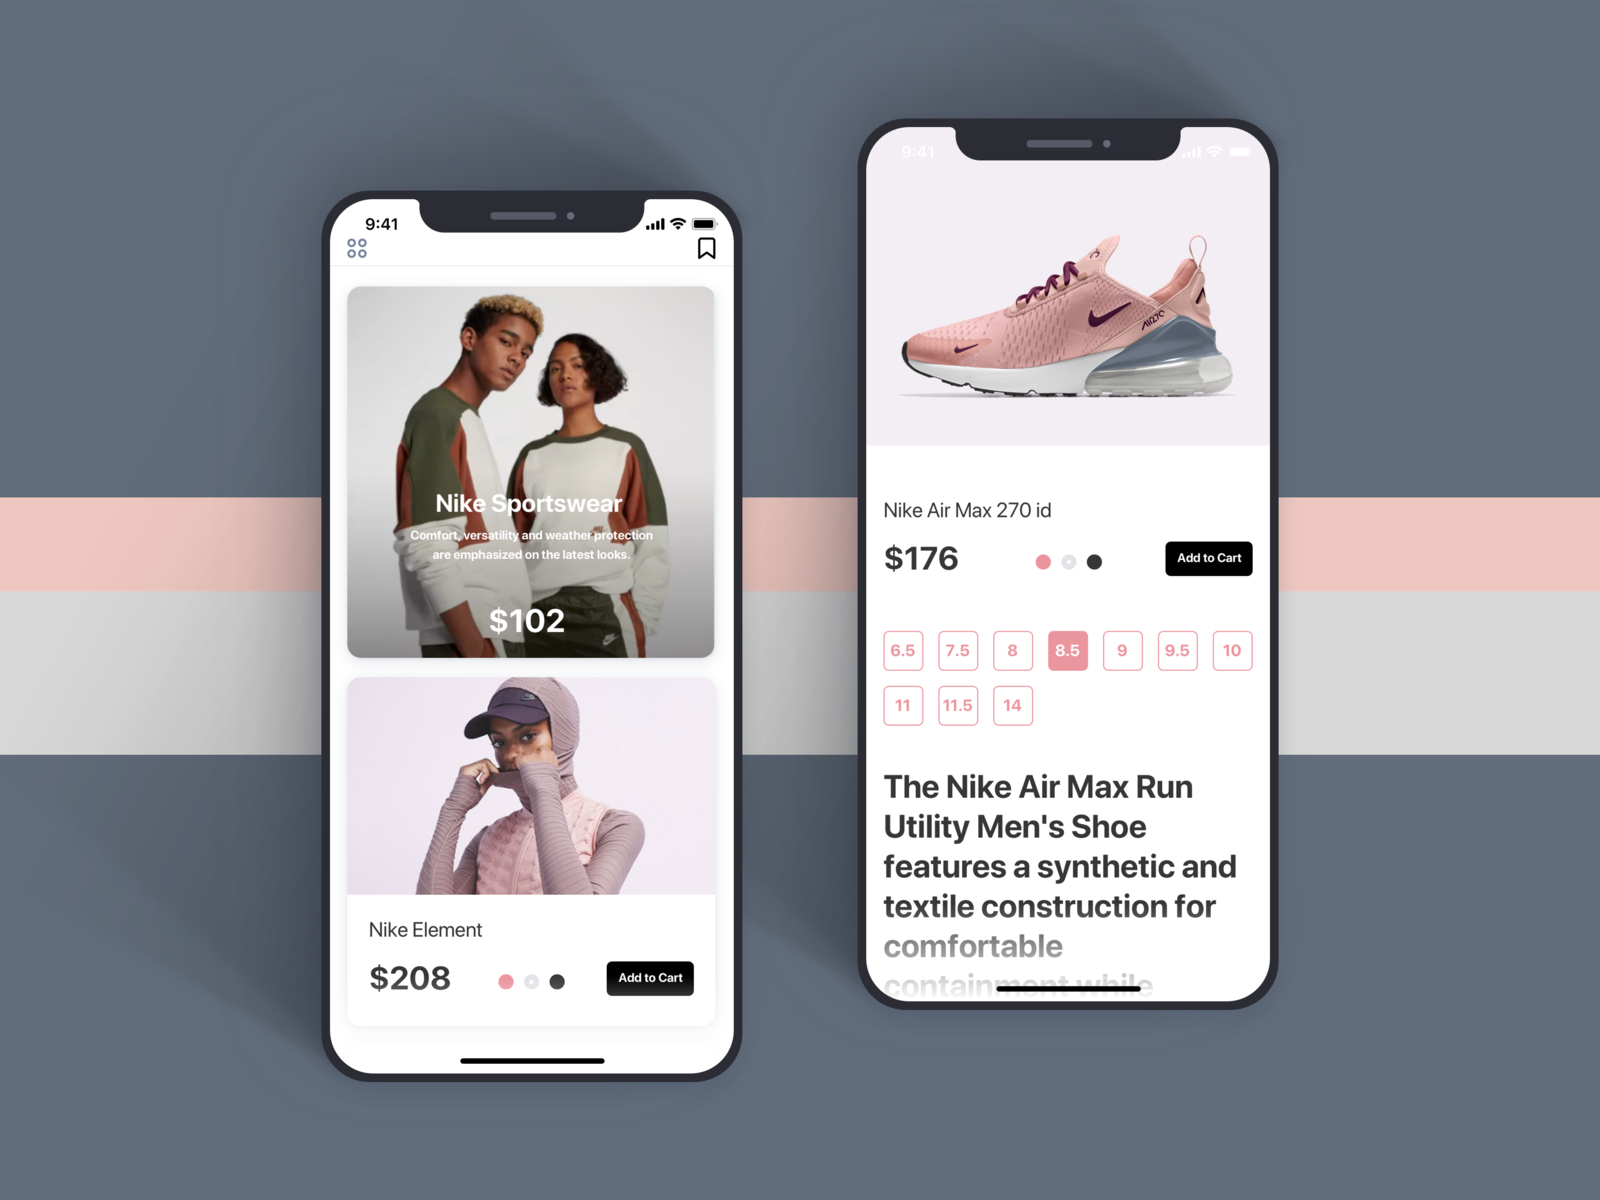 9:41
Nike Sportswear
Comfort, versatility and weather protection
are emphasized on the latest looks.
$102
Nike Element
$208
Add to Cart
9:41
AIR270
Nike Air Max 270 id
$176
Add to Cart
6.5 7.5 8 8.5 9 9.5 10
11 11.5 14
The Nike Air Max Run
Utility Men's Shoe
features a synthetic and
textile construction for
comfortable
containment while